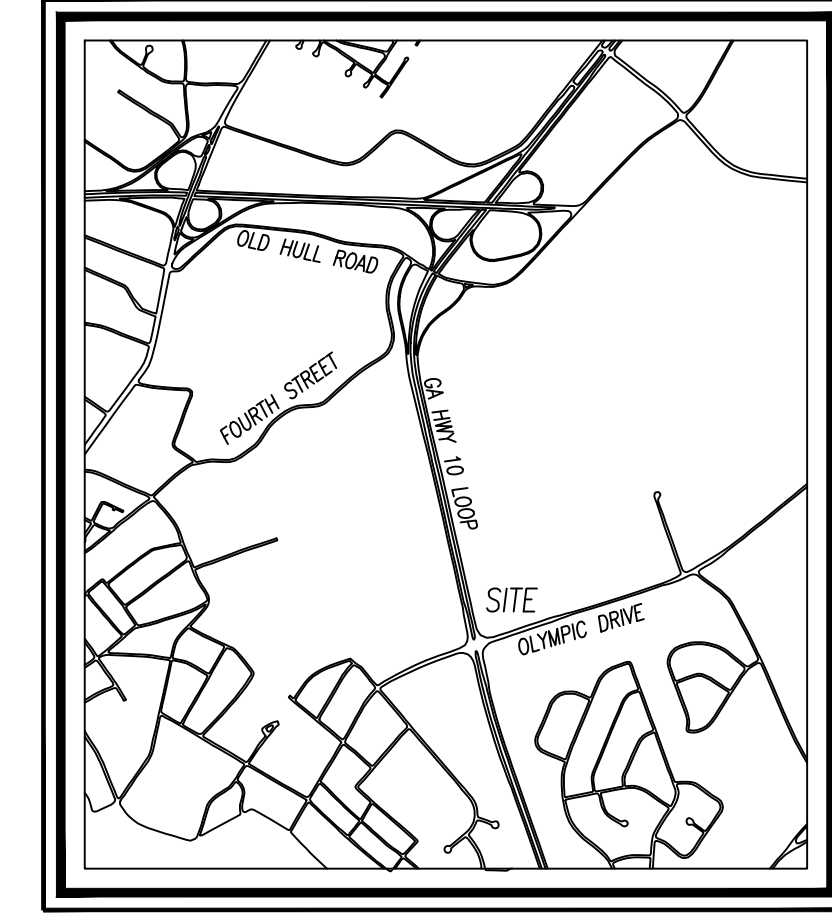 OLD HULL ROAD
FOURTH STREET
GA HWY 10 LOOP
SITE
OLYMPIC DRIVE